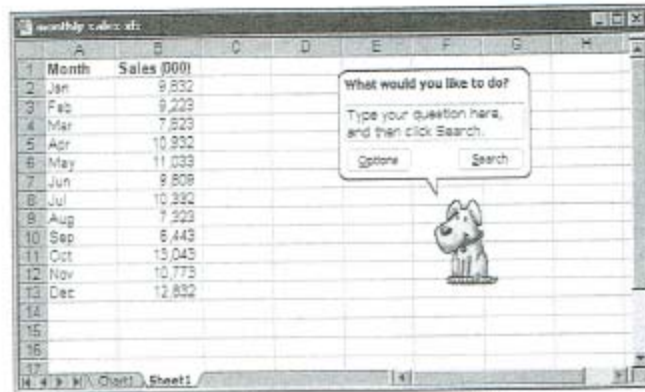 monthly sales.xls
A B C D E F G H
1 Month Sales (000)
2 Jan 9,832
3 Feb 9,223
4 Mar 7,823
5 Apr 10,932
6 May 11,033
7 Jun 9,809
8 Jul 10,332
9 Aug 7,323
10 Sep 6,443
11 Oct 13,043
12 Nov 10,773
13 Dec 12,832
14
15
16
17
What would you like to do?
Type your question here,
and then click Search.
Options Search
Chart1 Sheet1